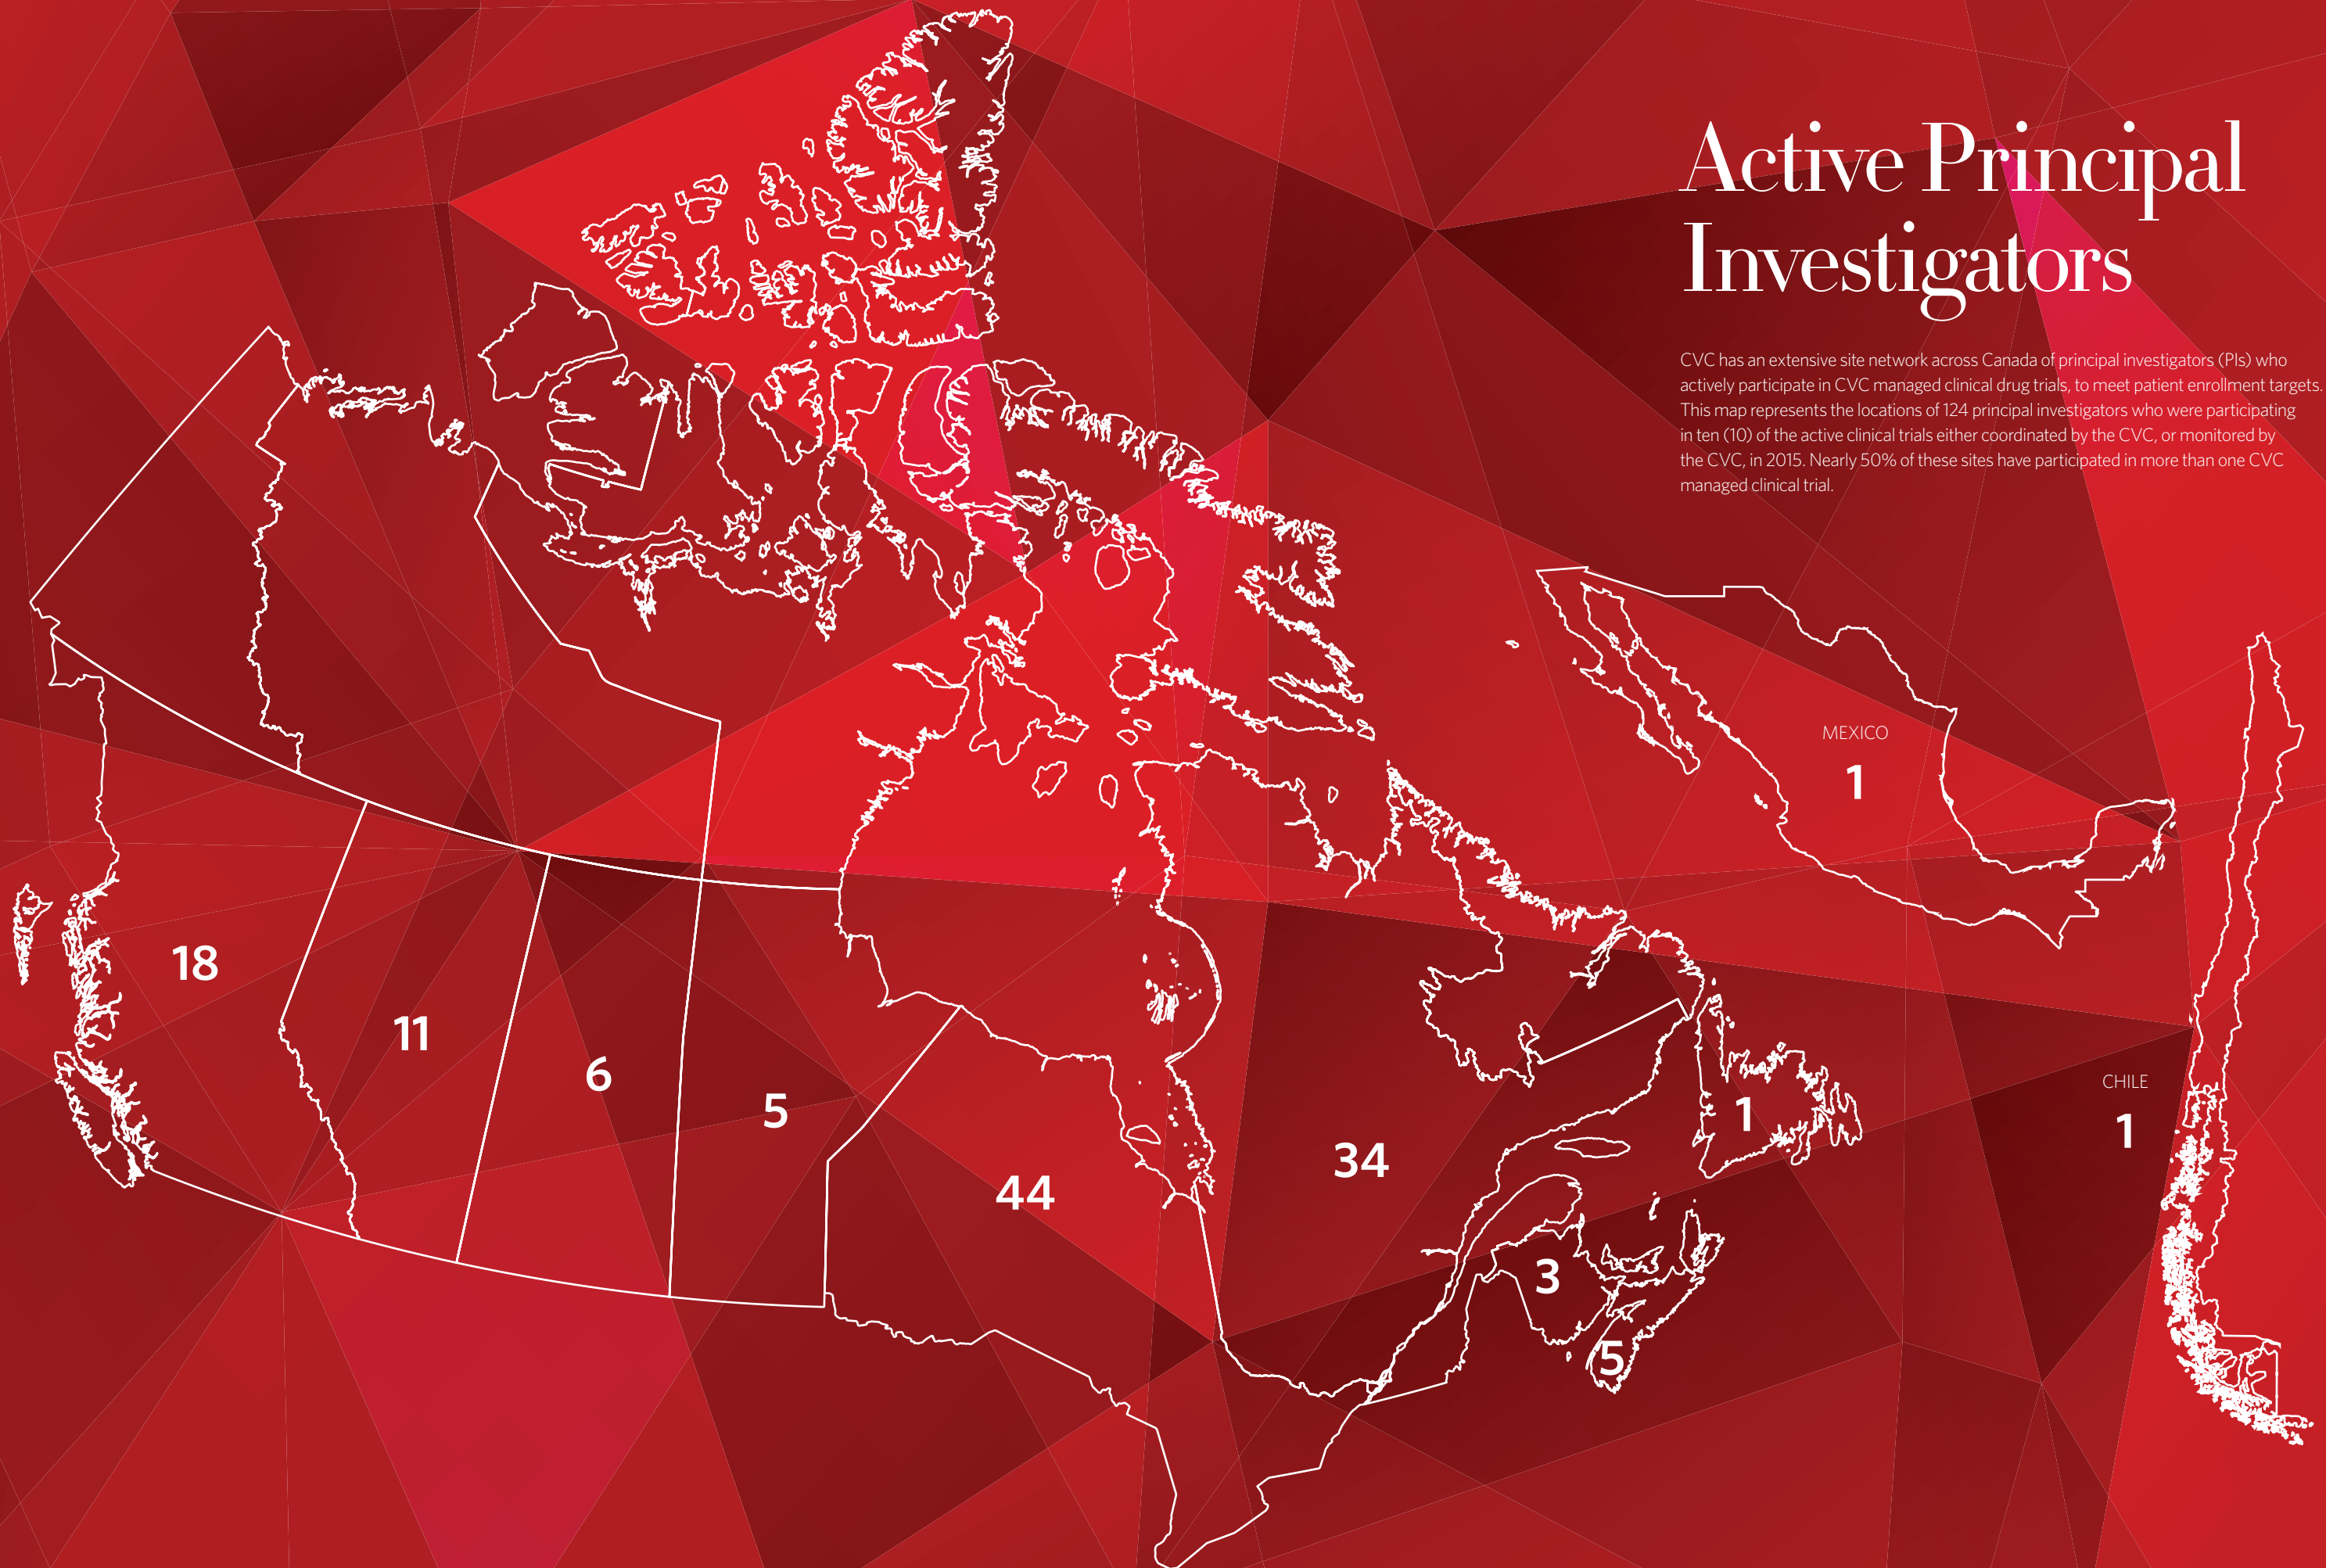 Active Principal
Investigators
CVC has an extensive site network across Canada of principal investigators (PIs) who
actively participate in CVC managed clinical drug trials, to meet patient enrollment targets.
This map represents the locations of 124 principal investigators who were participating
in ten (10) of the active clinical trials either coordinated by the CVC, or monitored by
the CVC, in 2015. Nearly 50% of these sites have participated in more than one CVC
managed clinical trial.
MEXICO
1
18
11
6
5
44
34
1
3
5
CHILE
1